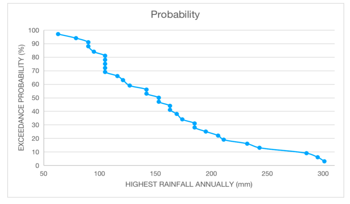 Probability
EXCEEDANCE PROBABILITY (%)
100
90
80
70
60
50
40
30
20
10
0
50 100 150 200 250 300
HIGHEST RAINFALL ANNUALLY (mm)